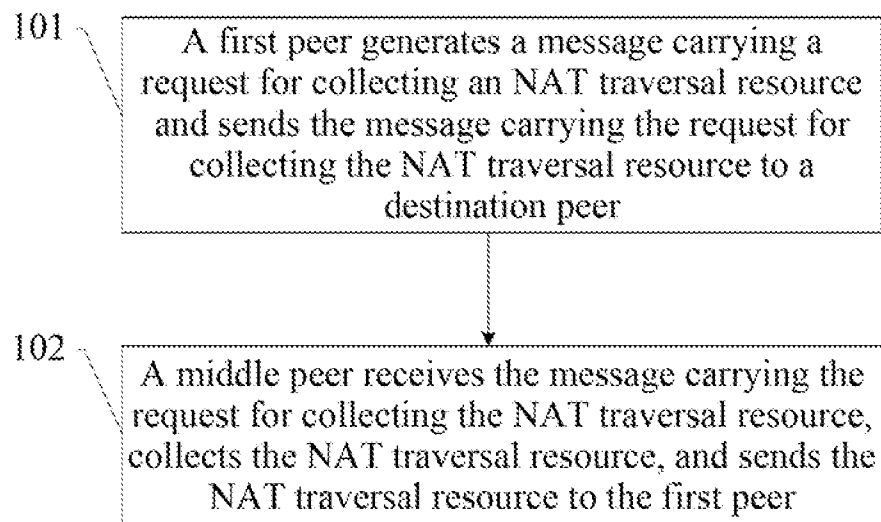 101
A first peer generates a message carrying a
request for collecting an NAT traversal resource
and sends the message carrying the request for
collecting the NAT traversal resource to a
destination peer
102
A middle peer receives the message carrying the
request for collecting the NAT traversal resource,
collects the NAT traversal resource, and sends the
NAT traversal resource to the first peer